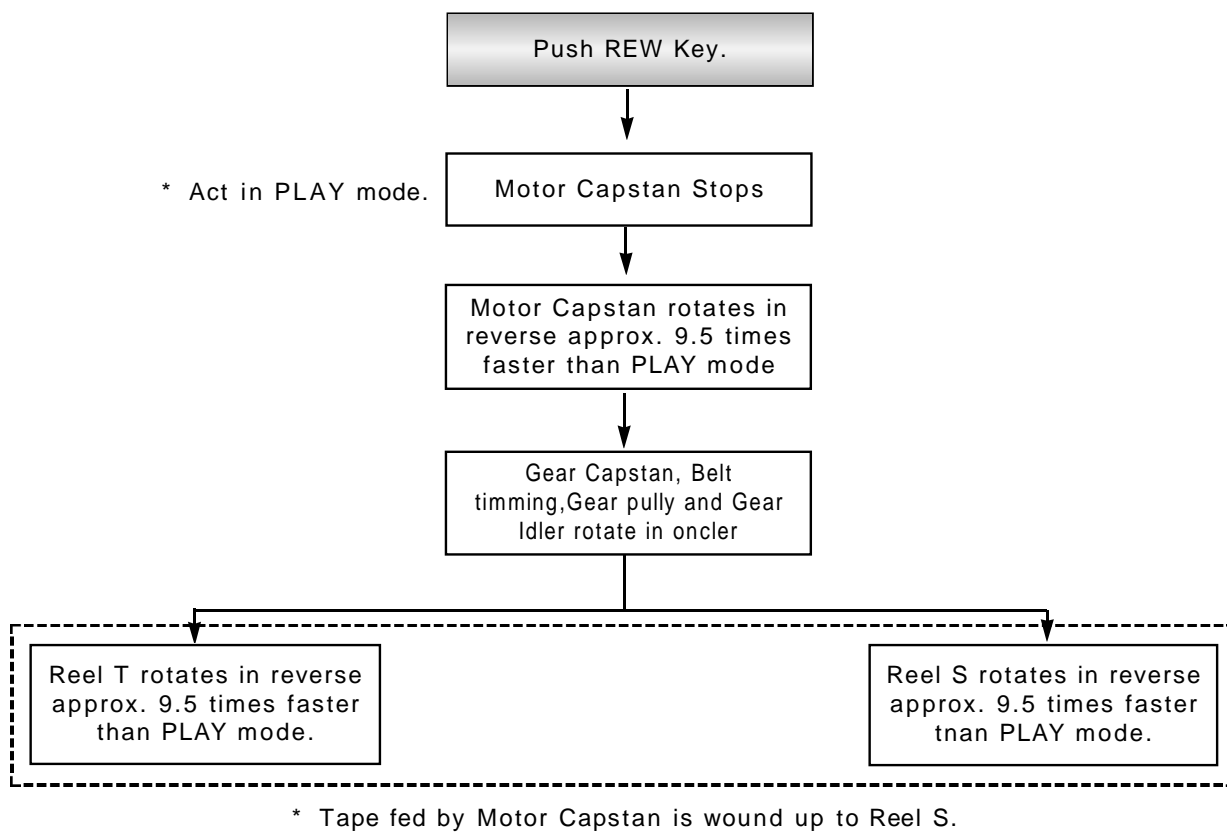 Push REW Key.
* Act in PLAY mode.
Motor Capstan Stops
Motor Capstan rotates in
reverse approx. 9.5 times
faster than PLAY mode
Gear Capstan, Belt
timming,Gear pully and Gear
Idler rotate in oncler
Reel T rotates in reverse
approx. 9.5 times faster
than PLAY mode.
Reel S rotates in reverse
approx. 9.5 times faster
tnan PLAY mode.
* Tape fed by Motor Capstan is wound up to Reel S.